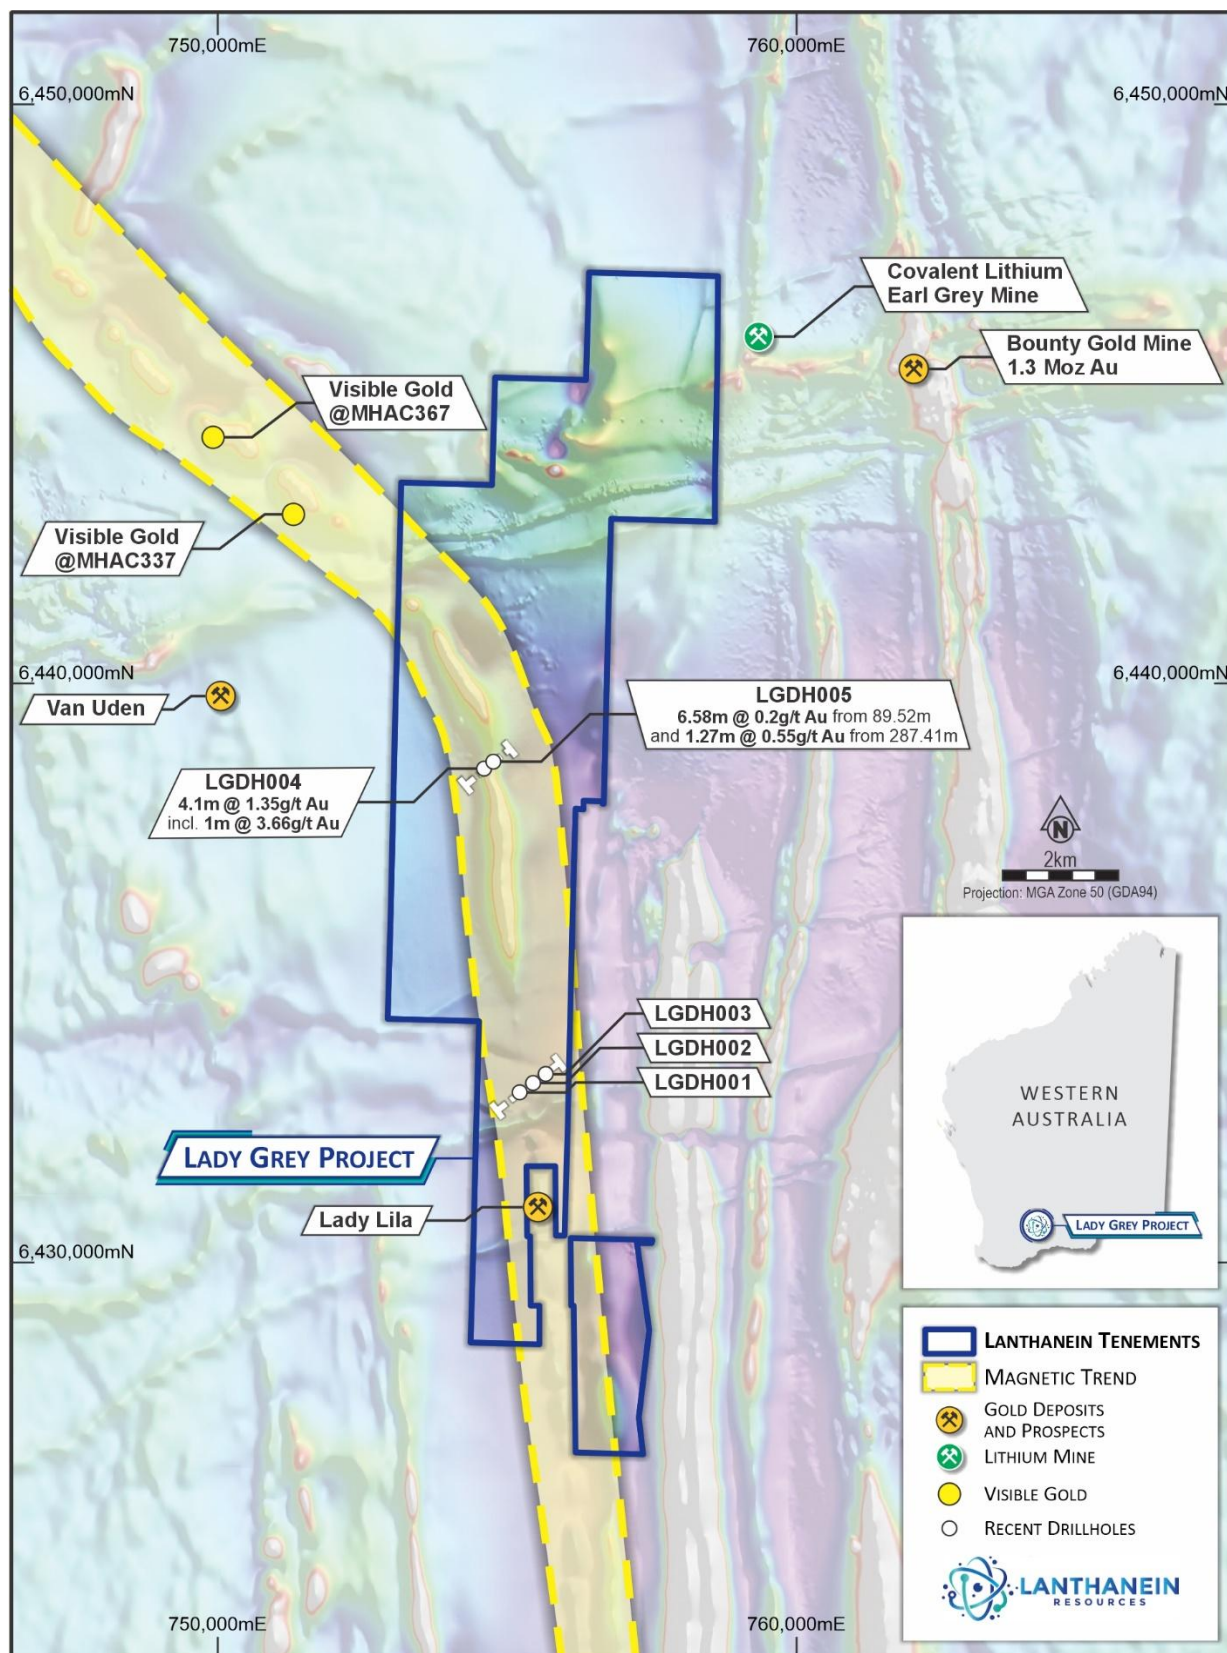 750,000mE
760,000mE
6,450,000mN
6,450,000mN
Covalent Lithium
Earl Grey Mine
Bounty Gold Mine
1.3 Moz Au
Visible Gold
@MHAC367
Visible Gold
@MHAC337
6,440,000mN
6,440,000mN
Van Uden
LGDH005
6.58m @ 0.2g/t Au from 89.52m
and 1.27m @ 0.55g/t Au from 287.41m
LGDH004
4.1m @ 1.35g/t Au
incl. 1m @ 3.66g/t Au
N
2km
Projection: MGA Zone 50 (GDA94)
LGDH003
LGDH002
LGDH001
LADY GREY PROJECT
Lady Lila
6,430,000mN
WESTERN
AUSTRALIA
LADY GREY PROJECT
LANTHANEIN TENEMENTS
MAGNETIC TREND
GOLD DEPOSITS
AND PROSPECTS
LITHIUM MINE
VISIBLE GOLD
RECENT DRILLHOLES
LANTHANEIN
RESOURCES
750,000mE
760,000mE